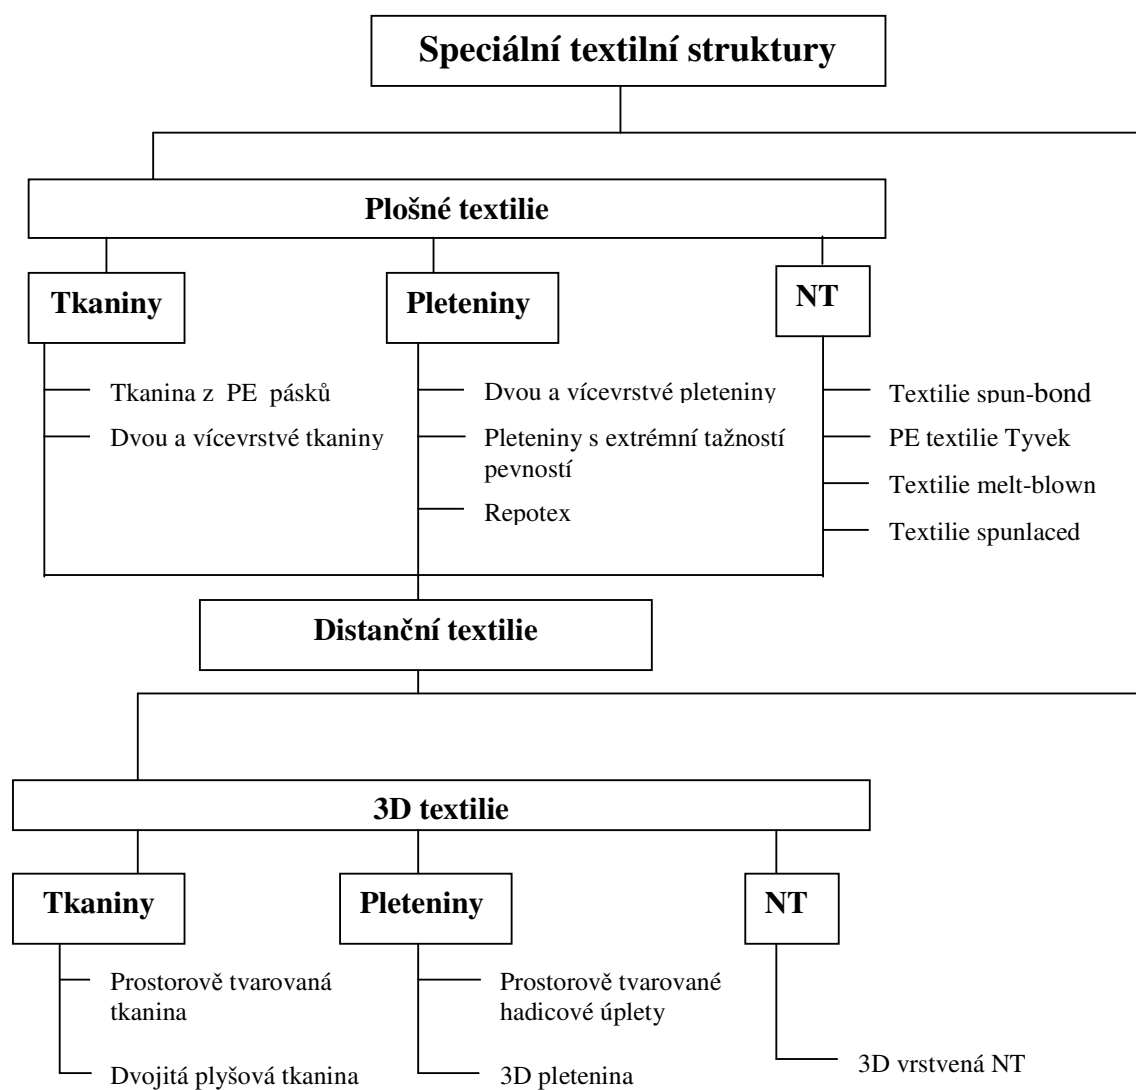 Speciální textilní struktury
Plošné textilie
Tkaniny
Pleteniny
NT
Tkanina z PE pásků
Dvou a vícevrstvé tkaniny
Dvou a vícevrstvé pleteniny
Pleteniny s extrémní tažností
pevností
Repotex
Textilie spun-bond
PE textilie Tyvek
Textilie melt-blown
Textilie spunlaced
Distanční textilie
3D textilie
Tkaniny
Pleteniny
NT
Prostorově tvarovaná
tkanina
Dvojitá plyšová tkanina
Prostorově tvarované
hadicové úplety
3D pletenina
3D vrstvená NT